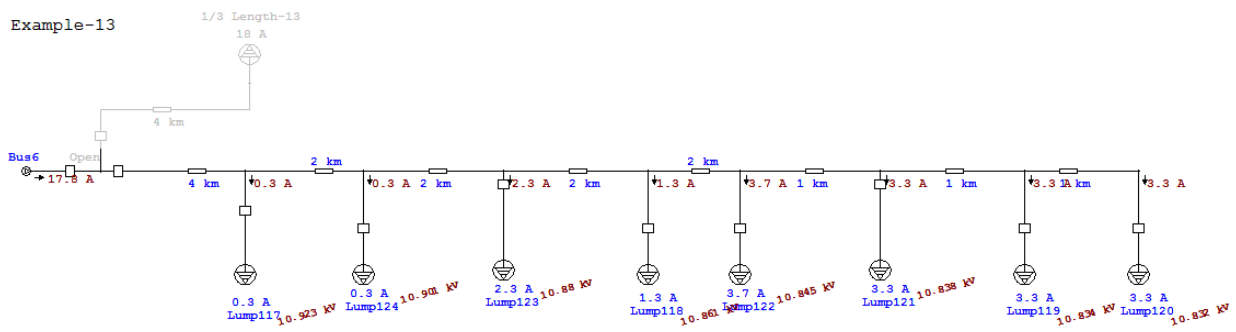 Example-13
1/3 Length-13
18 A
4 km
Bus6
Open
17.8 A
4 km
0.3 A
2 km
0.3 A
2 km
2.3 A
2 km
1.3 A
2 km
3.7 A
1 km
3.3 A
1 km
3.3 A
1 km
3.3 A
0.3 A
Lump117
10.923 kV
0.3 A
Lump124
10.901 kV
2.3 A
Lump123
10.88 kV
1.3 A
Lump118
10.861 kV
3.7 A
Lump122
10.845 kV
3.3 A
Lump121
10.838 kV
3.3 A
Lump119
10.834 kV
3.3 A
Lump120
10.832 kV